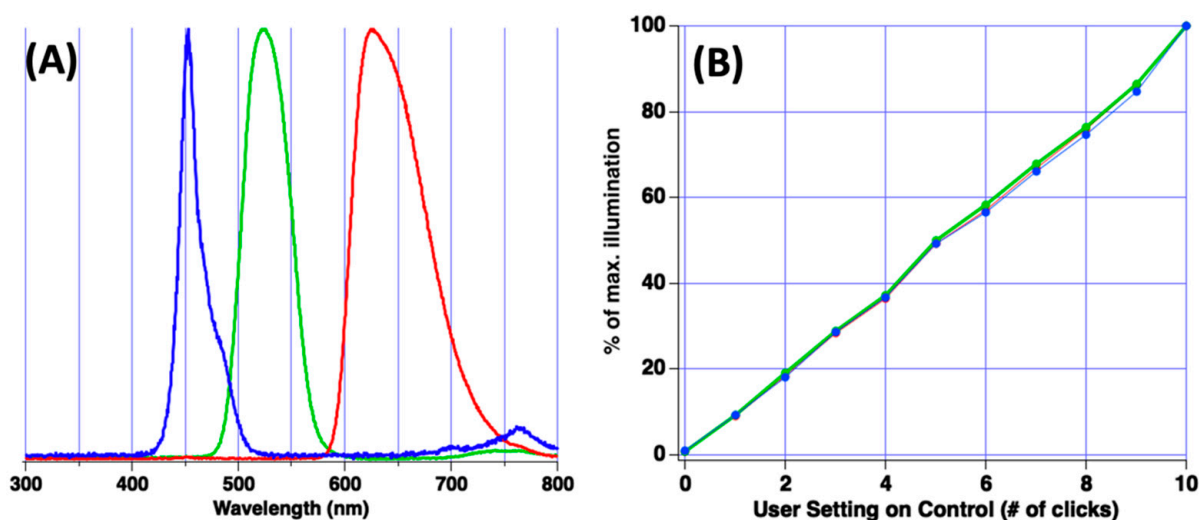 (A)
300 400 500 600 700 800
Wavelength (nm)
(B)
% of max. illumination
100
80
60
40
20
0
0 2 4 6 8 10
User Setting on Control (# of clicks)